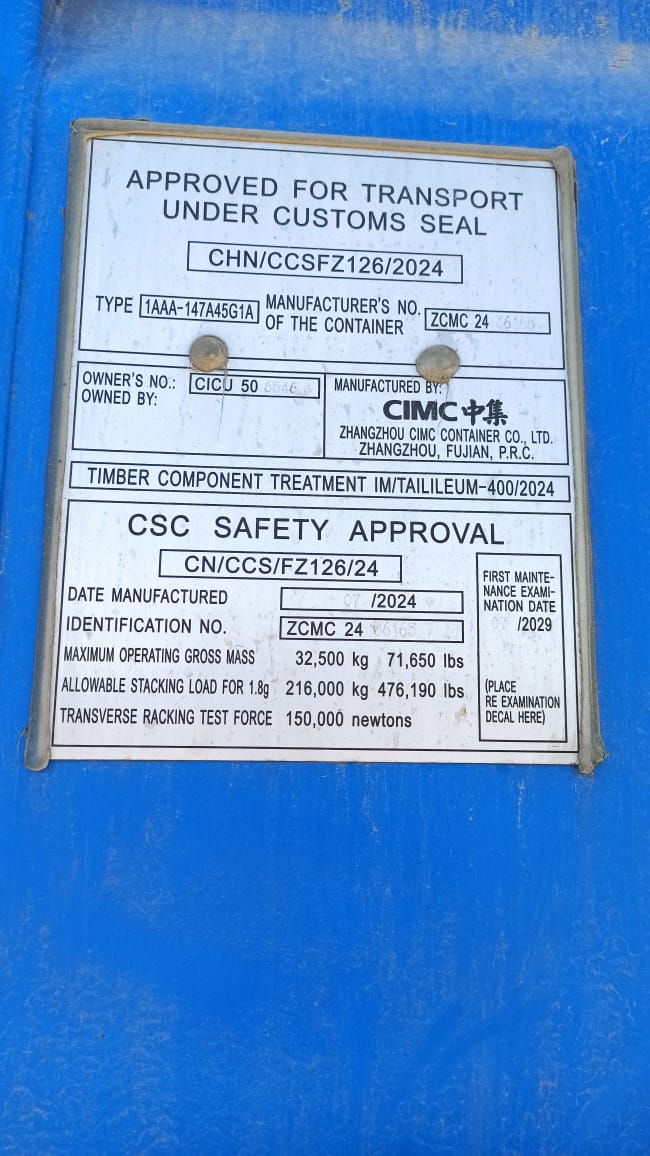 APPROVED FOR TRANSPORT
UNDER CUSTOMS SEAL
CHN/CCSFZ126/2024
TYPE 1AAA-147A45G1A MANUFACTURER'S NO. OF THE CONTAINER ZCMC 24
OWNER'S NO.: CICU 50
OWNED BY:
MANUFACTURED BY:
CIMC中集
ZHANGZHOU CIMC CONTAINER CO., LTD.
ZHANGZHOU, FUJIAN, P.R.C.
TIMBER COMPONENT TREATMENT IM/TAILILEUM-400/2024
CSC SAFETY APPROVAL
CN/CCS/FZ126/24
DATE MANUFACTURED 07 /2024
IDENTIFICATION NO. ZCMC 24
MAXIMUM OPERATING GROSS MASS 32,500 kg 71,650 lbs
ALLOWABLE STACKING LOAD FOR 1.8g 216,000 kg 476,190 lbs
TRANSVERSE RACKING TEST FORCE 150,000 newtons
FIRST MAINTE-
NANCE EXAMI-
NATION DATE
07 /2029
(PLACE
RE EXAMINATION
DECAL HERE)